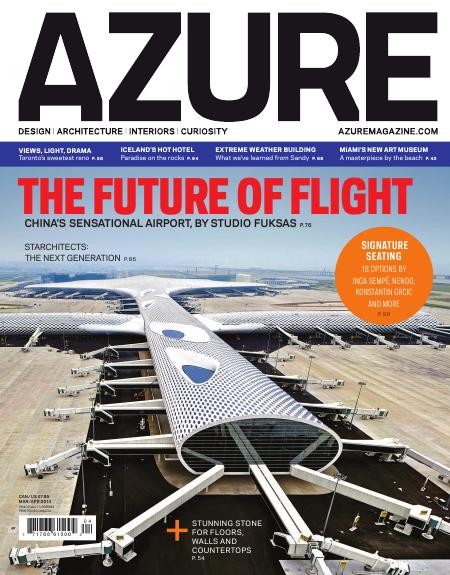 AZURE
DESIGN | ARCHITECTURE | INTERIORS | CURIOSITY
AZUREMAGAZINE.COM
VIEWS, LIGHT, DRAMA
Toronto's sweetest reno P.58
ICELAND'S HOT HOTEL
Paradise on the rocks P.64
EXTREME WEATHER BUILDING
What we've learned from Sandy P.68
MIAMI'S NEW ART MUSEUM
A masterpiece by the beach P.42
THE FUTURE OF FLIGHT
CHINA'S SENSATIONAL AIRPORT, BY STUDIO FUKSAS P.76
STARCHITECTS:
THE NEXT GENERATION P.86
SIGNATURE
SEATING
18 OPTIONS BY
INGA SEMPÉ, NENDO,
KONSTANTIN GRCIC
AND MORE
P.98
CAN/US $7.95
MAR/APR 2014
04
+ STUNNING STONE
FOR FLOORS,
WALLS AND
COUNTERTOPS
P.54